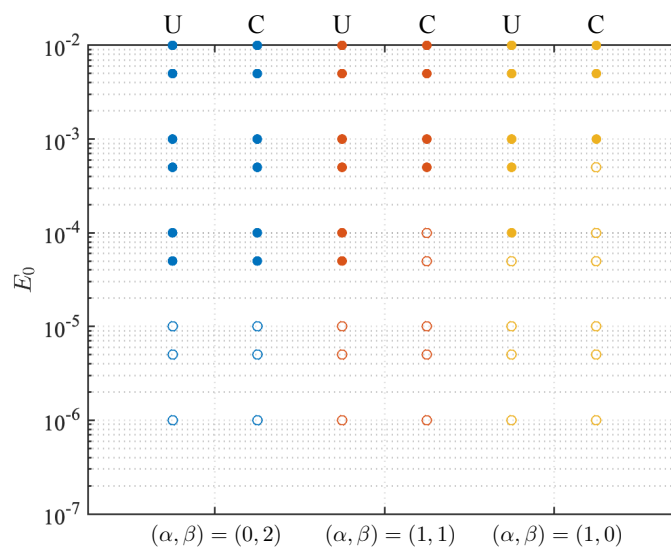 U C U C U C
10^-2
10^-3
10^-4
10^-5
10^-6
10^-7
E_0
(α, β) = (0, 2) (α, β) = (1, 1) (α, β) = (1, 0)